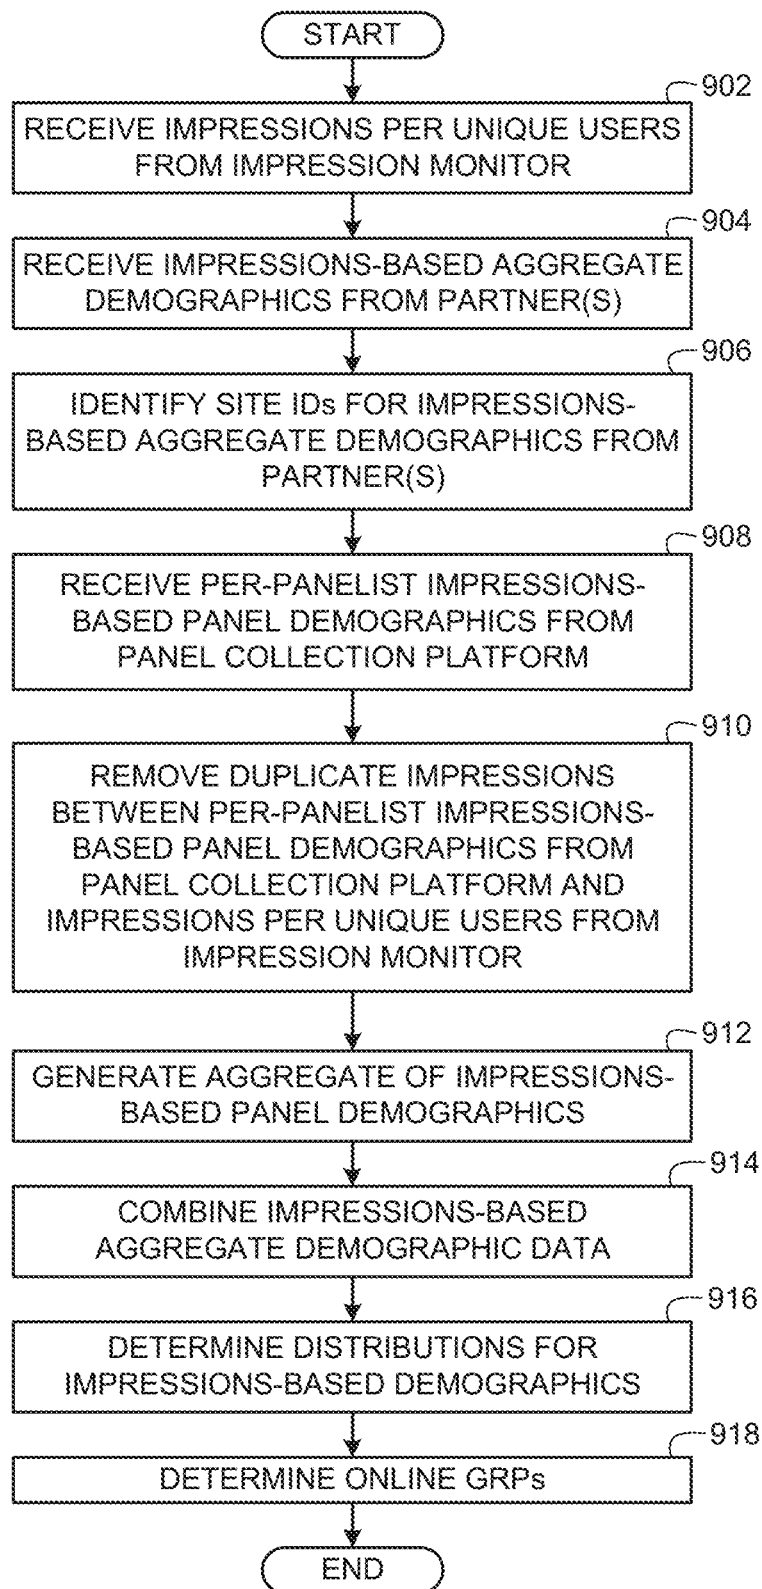 START
902
RECEIVE IMPRESSIONS PER UNIQUE USERS
FROM IMPRESSION MONITOR
904
RECEIVE IMPRESSIONS-BASED AGGREGATE
DEMOGRAPHICS FROM PARTNER(S)
906
IDENTIFY SITE IDs FOR IMPRESSIONS-
BASED AGGREGATE DEMOGRAPHICS FROM
PARTNER(S)
908
RECEIVE PER-PANELIST IMPRESSIONS-
BASED PANEL DEMOGRAPHICS FROM
PANEL COLLECTION PLATFORM
910
REMOVE DUPLICATE IMPRESSIONS
BETWEEN PER-PANELIST IMPRESSIONS-
BASED PANEL DEMOGRAPHICS FROM
PANEL COLLECTION PLATFORM AND
IMPRESSIONS PER UNIQUE USERS FROM
IMPRESSION MONITOR
912
GENERATE AGGREGATE OF IMPRESSIONS-
BASED PANEL DEMOGRAPHICS
914
COMBINE IMPRESSIONS-BASED
AGGREGATE DEMOGRAPHIC DATA
916
DETERMINE DISTRIBUTIONS FOR
IMPRESSIONS-BASED DEMOGRAPHICS
918
DETERMINE ONLINE GRPs
END